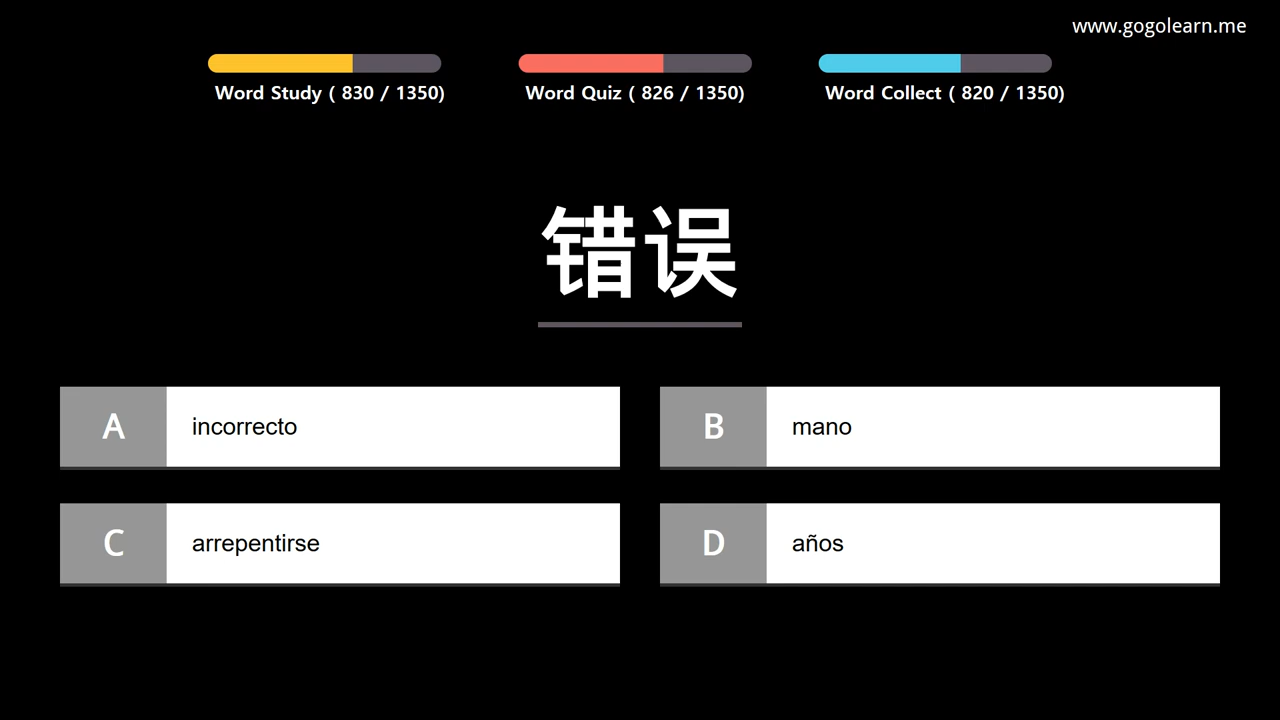 www.gogolearn.me
Word Study ( 830 / 1350)
Word Quiz ( 826 / 1350)
Word Collect ( 820 / 1350)
错误
A incorrecto
B mano
C arrepentirse
D años